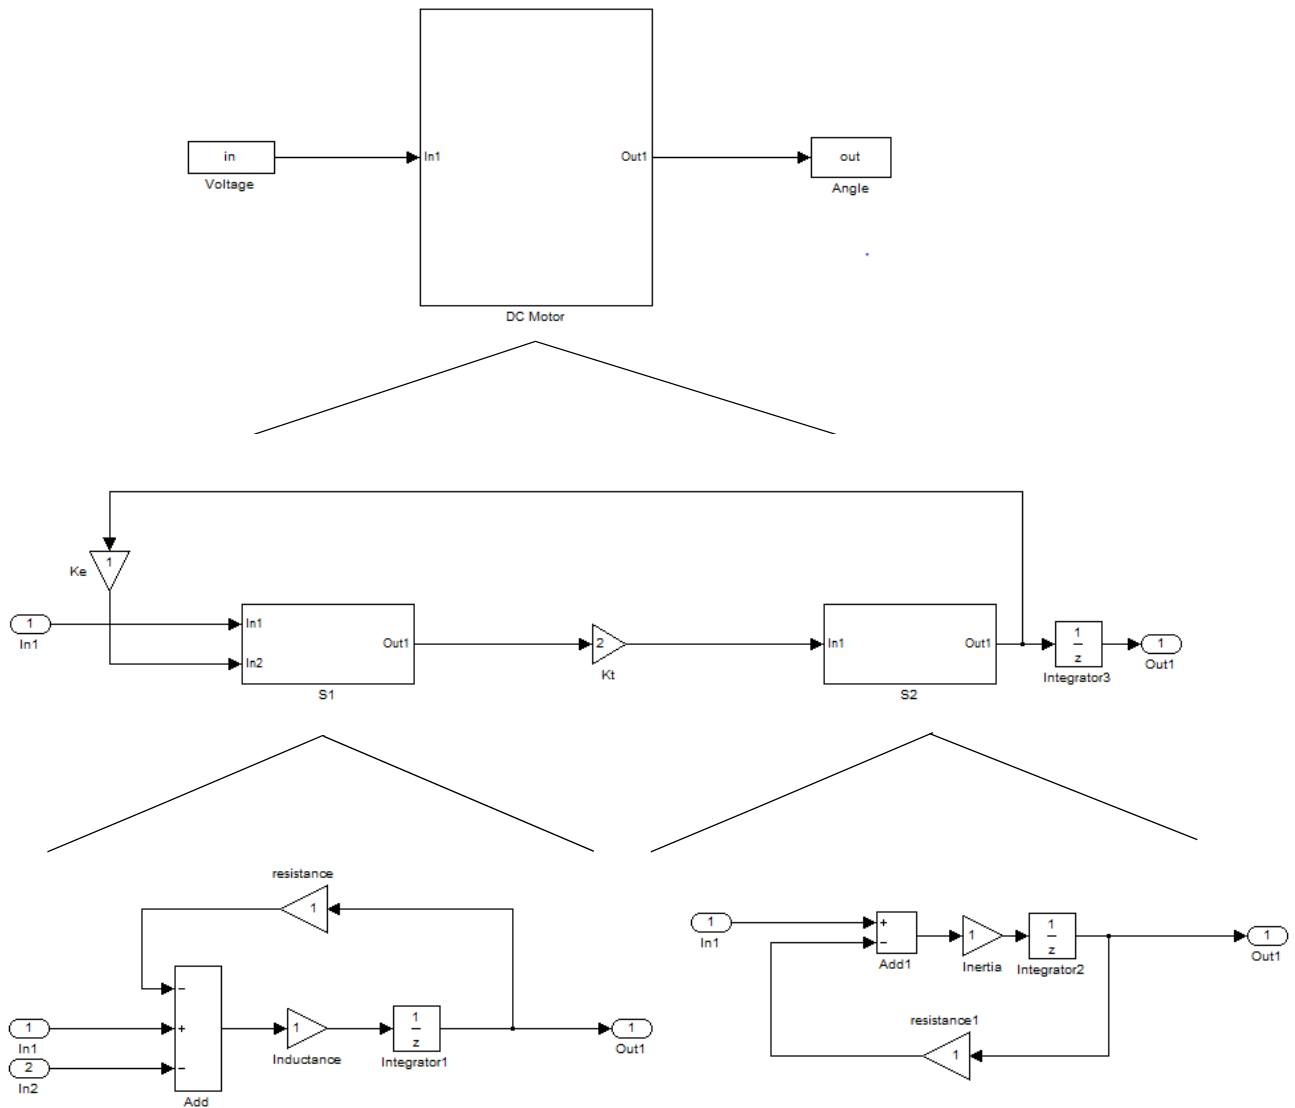 in
Voltage
In1
Out1
out
Angle
DC Motor
1
Ke
1
In1
In1
In2
Out1
S1
2
Kt
In1
Out1
S2
1
z
Integrator3
1
Out1
resistance
1
−
+
−
Add
1
In1
2
In2
1
Inductance
1
z
Integrator1
1
Out1
1
In1
+
−
Add1
1
Inertia
1
z
Integrator2
1
Out1
resistance1
1